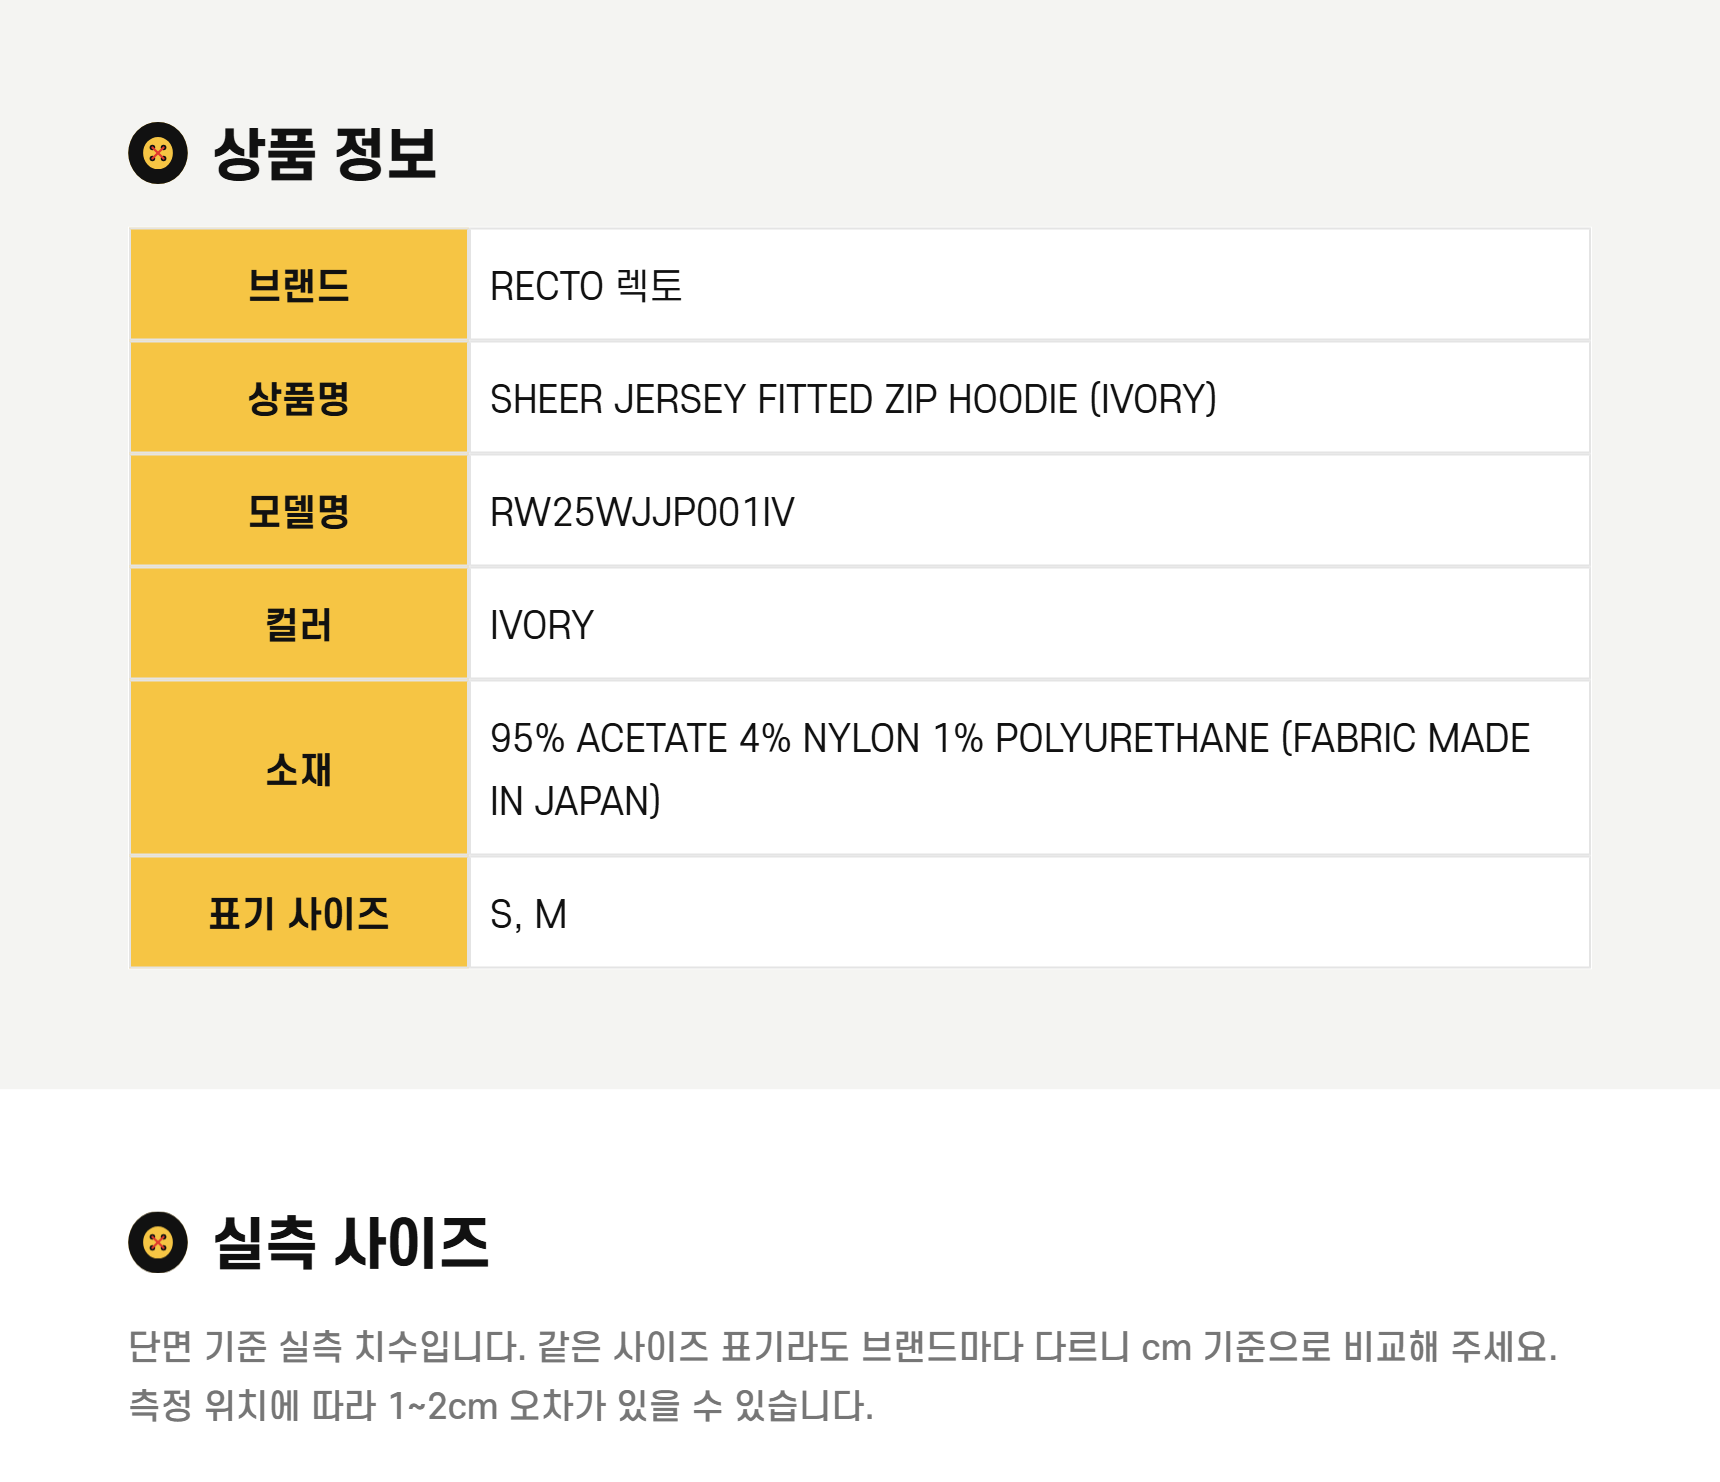 상품 정보
브랜드
RECTO 렉토
상품명
SHEER JERSEY FITTED ZIP HOODIE (IVORY)
모델명
RW25WJJP001IV
컬러
IVORY
소재
95% ACETATE 4% NYLON 1% POLYURETHANE (FABRIC MADE
IN JAPAN)
표기 사이즈
S, M
실측 사이즈
단면 기준 실측 치수입니다. 같은 사이즈 표기라도 브랜드마다 다르니 cm 기준으로 비교해 주세요.
측정 위치에 따라 1~2cm 오차가 있을 수 있습니다.